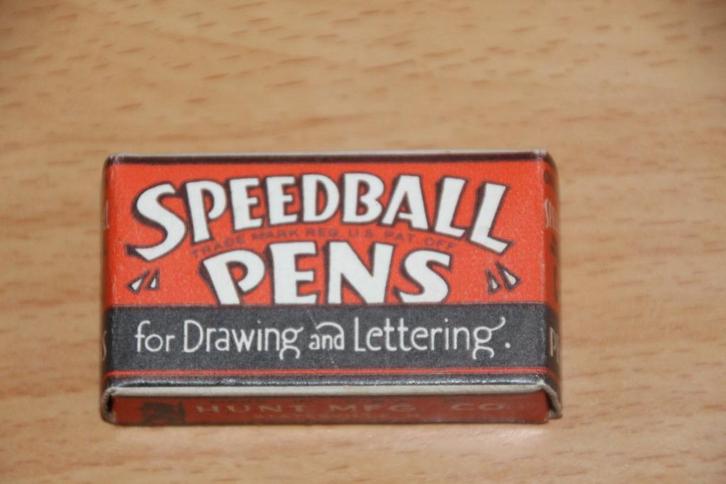 SPEEDBALL
TRADE MARK REG. U.S. PAT. OFF
PENS
for Drawing and Lettering.
HUNT MFG. CO.